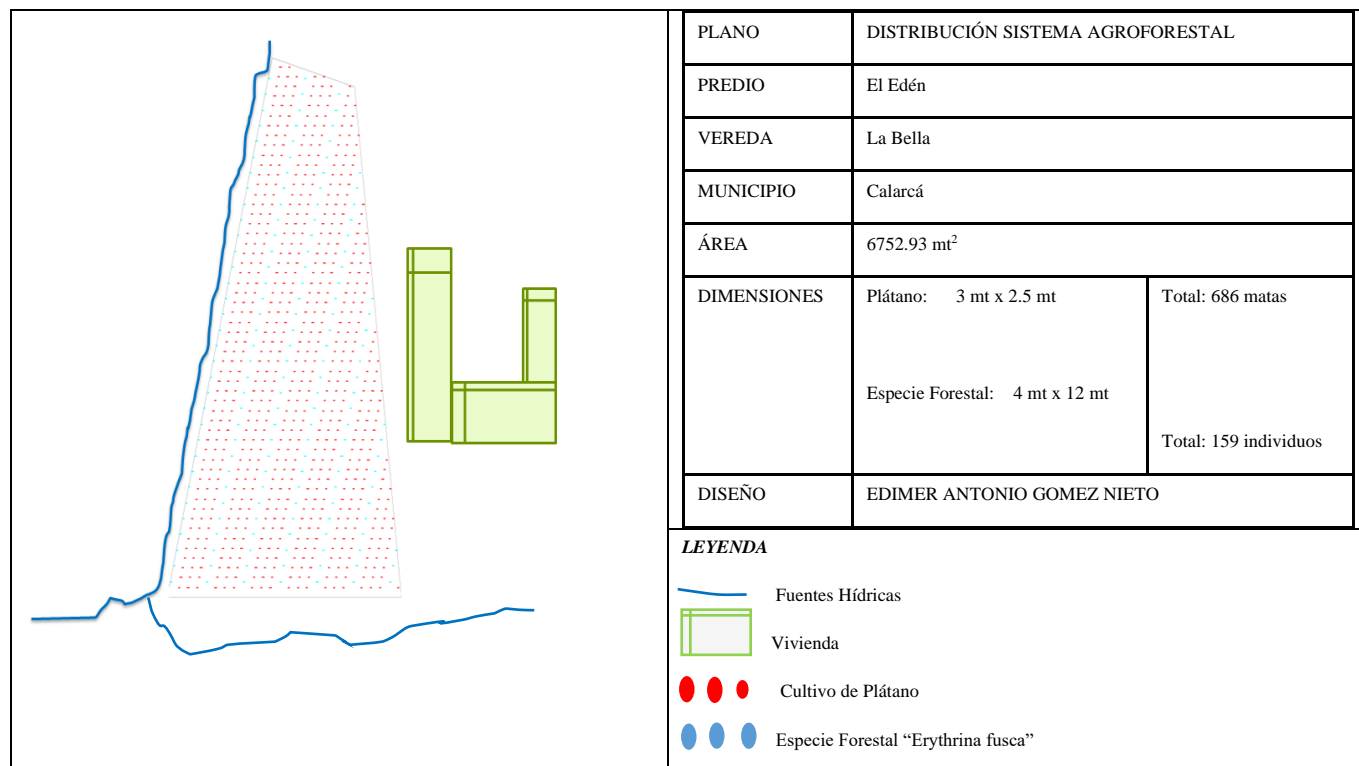 PLANO DISTRIBUCIÓN SISTEMA AGROFORESTAL
PREDIO El Edén
VEREDA La Bella
MUNICIPIO Calarcá
ÁREA 6752.93 mt²
DIMENSIONES Plátano: 3 mt x 2.5 mt Total: 686 matas
Especie Forestal: 4 mt x 12 mt
Total: 159 individuos
DISEÑO EDIMER ANTONIO GOMEZ NIETO
LEYENDA
Fuentes Hídricas
Vivienda
Cultivo de Plátano
Especie Forestal “Erythrina fusca”